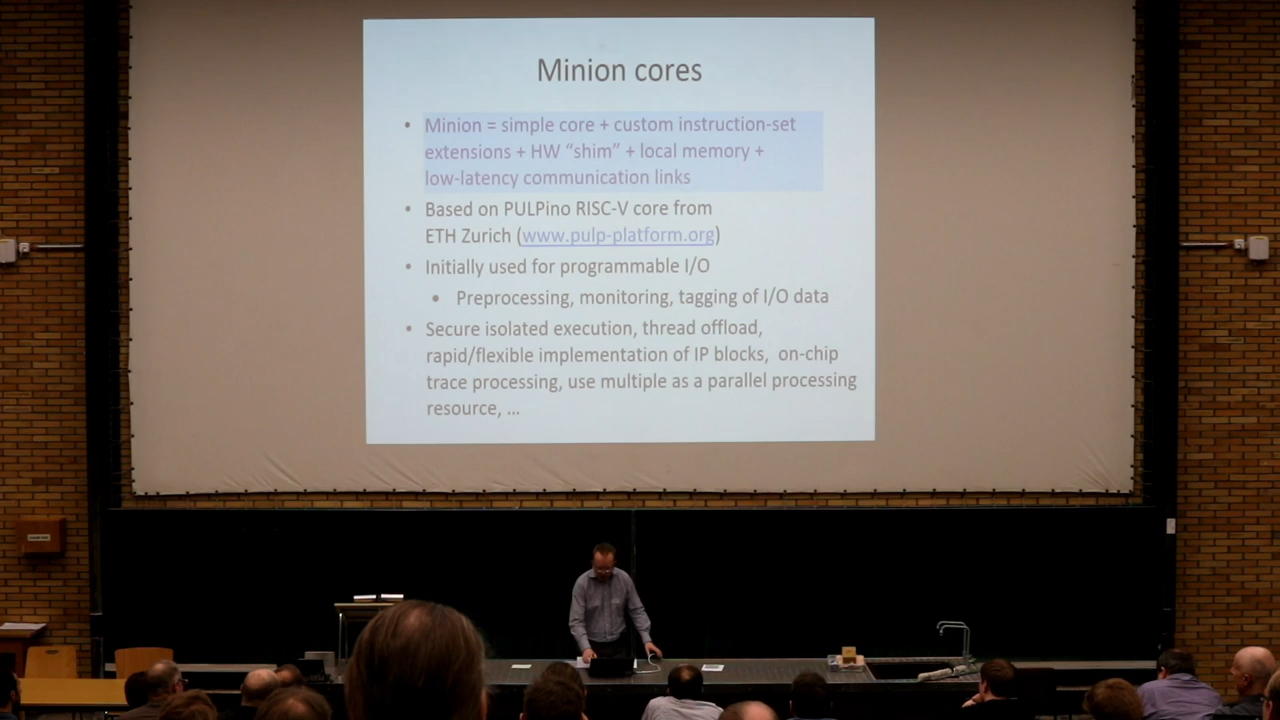 Minion cores
• Minion = simple core + custom instruction-set
extensions + HW “shim” + local memory +
low-latency communication links
• Based on PULPino RISC-V core from
ETH Zurich (www.pulp-platform.org)
• Initially used for programmable I/O
• Preprocessing, monitoring, tagging of I/O data
• Secure isolated execution, thread offload,
rapid/flexible implementation of IP blocks, on-chip
trace processing, use multiple as a parallel processing
resource, ...